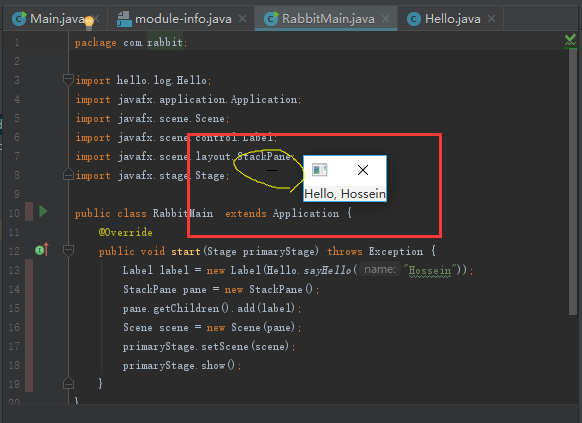 Main.java module-info.java RabbitMain.java Hello.java
1 package com.rabbit;
2
3 import hello.log.Hello;
4 import javafx.application.Application;
5 import javafx.scene.Scene;
6 import javafx.scene.control.Label;
7 import javafx.scene.layout.StackPane
8 import javafx.stage.Stage;
9
10 public class RabbitMain extends Application {
11 @Override
12 public void start(Stage primaryStage) throws Exception {
13 Label label = new Label(Hello.sayHello( name: "Hossein"));
14 StackPane pane = new StackPane();
15 pane.getChildren().add(label);
16 Scene scene = new Scene(pane);
17 primaryStage.setScene(scene);
18 primaryStage.show();
19 }
20 }
Hello, Hossein